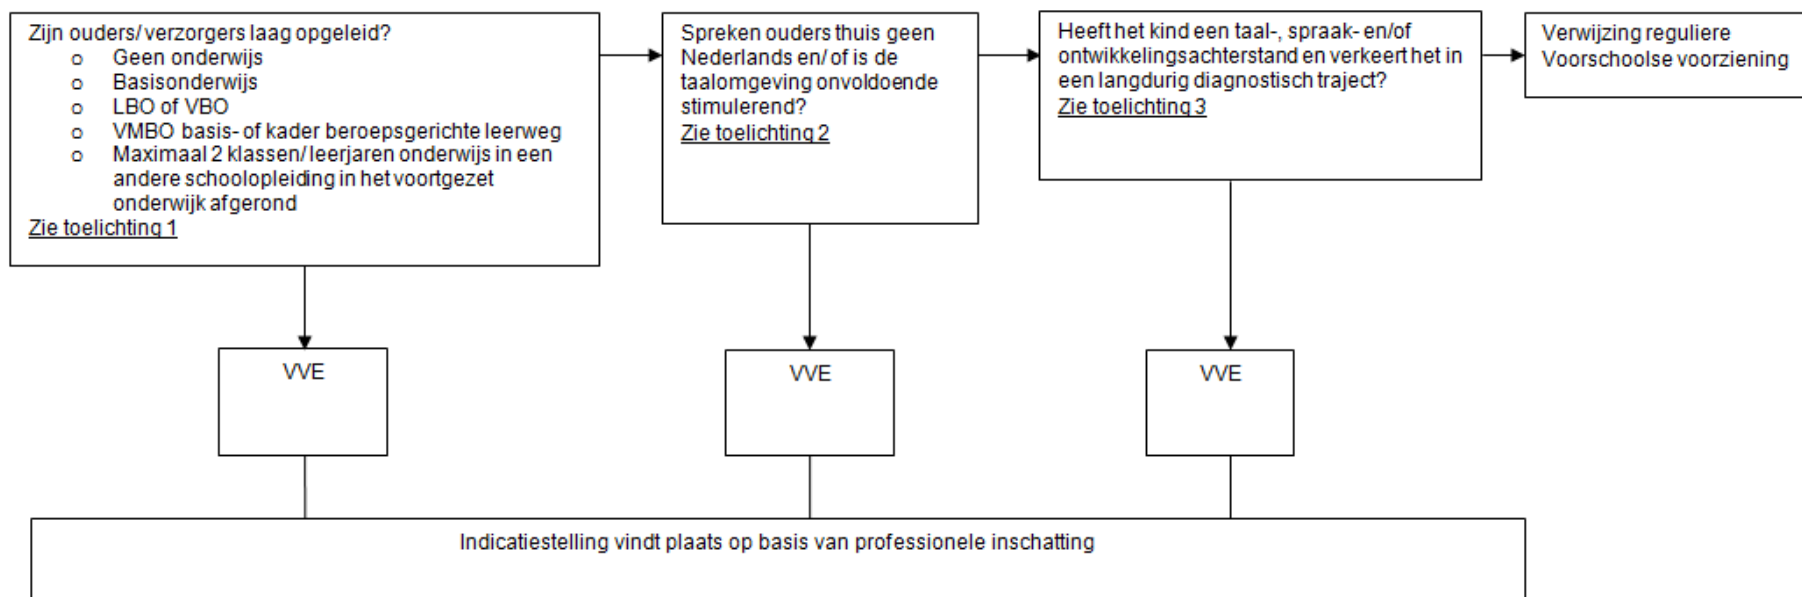 Zijn ouders/ verzorgers laag opgeleid?
o Geen onderwijs
o Basisonderwijs
o LBO of VBO
o VMBO basis- of kader beroepsgerichte leerweg
o Maximaal 2 klassen/ leerjaren onderwijs in een
andere schoolopleiding in het voortgezet
onderwijk afgerond
Zie toelichting 1
Spreken ouders thuis geen
Nederlands en/ of is de
taalomgeving onvoldoende
stimulerend?
Zie toelichting 2
Heeft het kind een taal-, spraak- en/of
ontwikkelingsachterstand en verkeert het in
een langdurig diagnostisch traject?
Zie toelichting 3
Verwijzing reguliere
Voorschoolse voorziening
VVE
VVE
VVE
Indicatiestelling vindt plaats op basis van professionele inschatting